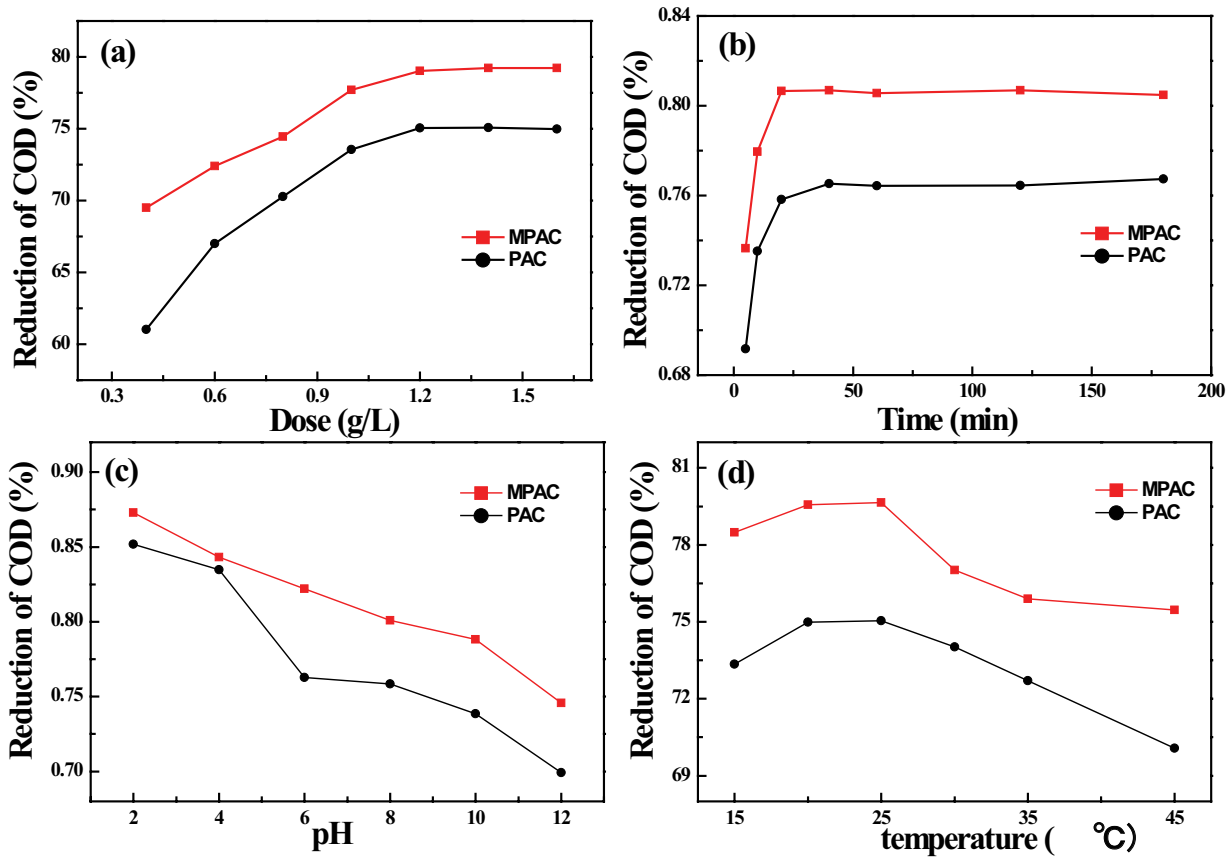 (a)
Reduction of COD (%)
80
75
70
65
60
MPAC
PAC
0.3 0.6 0.9 1.2 1.5
Dose (g/L)
(b)
Reduction of COD (%)
0.84
0.80
0.76
0.72
0.68
MPAC
PAC
0 50 100 150 200
Time (min)
(c)
Reduction of COD (%)
0.90
0.85
0.80
0.75
0.70
MPAC
PAC
2 4 6 8 10 12
pH
(d)
Reduction of COD (%)
81
78
75
72
69
MPAC
PAC
15 25 35 45
temperature ( ℃)